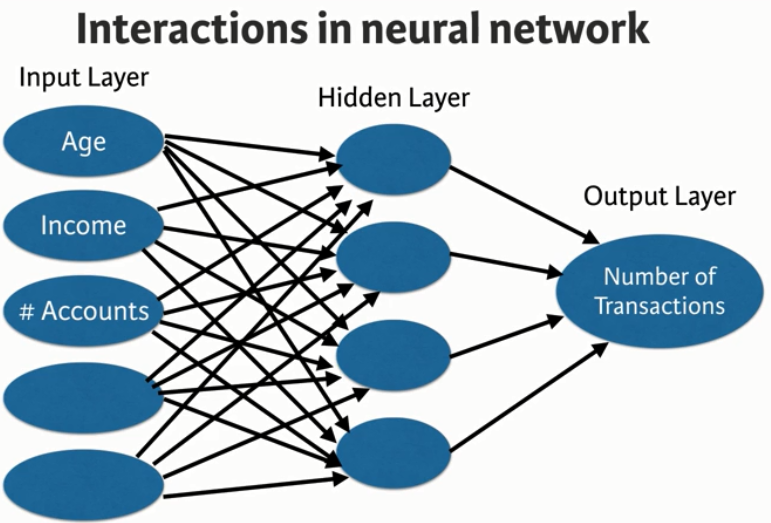 Interactions in neural network
Input Layer
Hidden Layer
Age
Income
# Accounts
Output Layer
Number of
Transactions